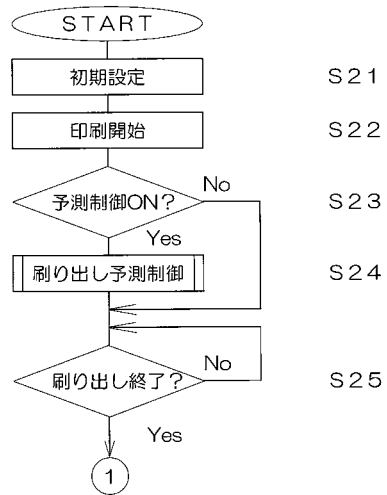 START
初期設定 S21
印刷開始 S22
予測制御ON? No S23
Yes
刷り出し予測制御 S24
刷り出し終了? No S25
Yes
1